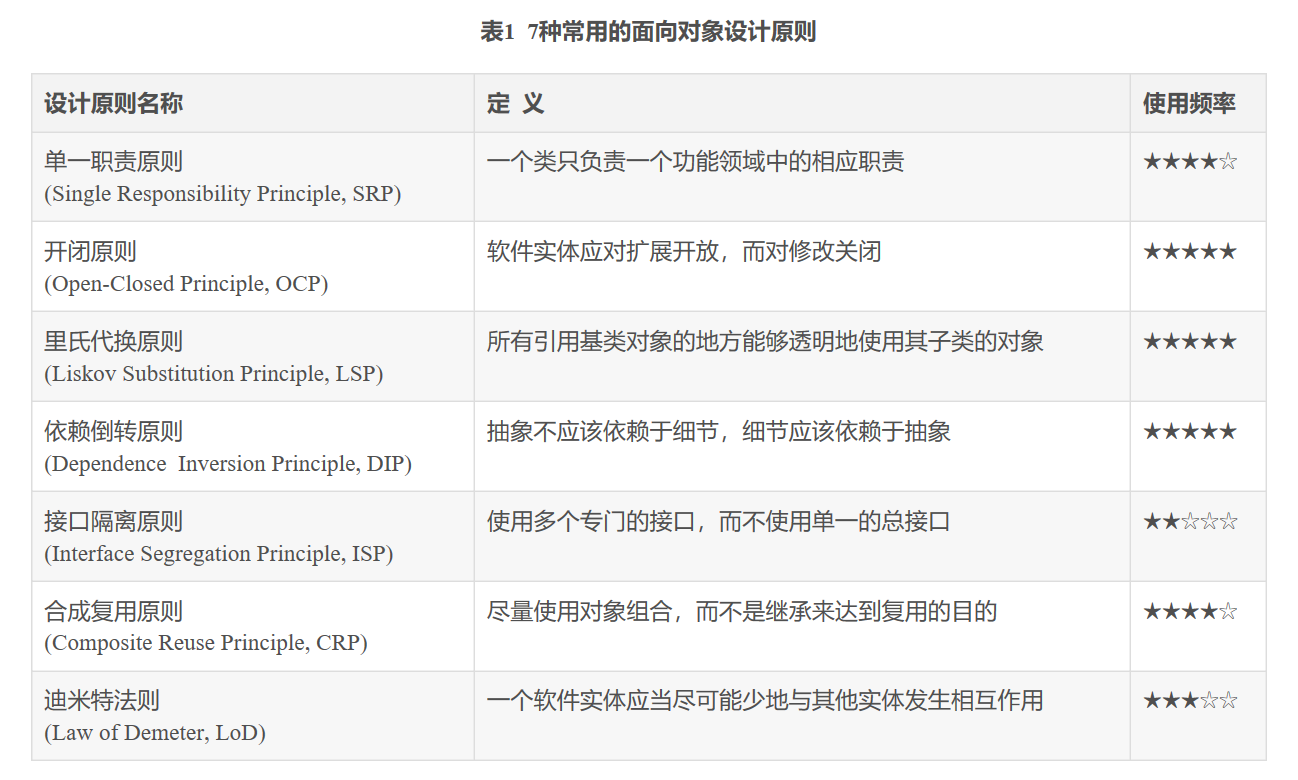 表1 7种常用的面向对象设计原则
设计原则名称 定 义 使用频率
单一职责原则 一个类只负责一个功能领域中的相应职责 ★★★★☆
(Single Responsibility Principle, SRP)
开闭原则 软件实体应对扩展开放，而对修改关闭 ★★★★★
(Open-Closed Principle, OCP)
里氏代换原则 所有引用基类对象的地方能够透明地使用其子类的对象 ★★★★★
(Liskov Substitution Principle, LSP)
依赖倒转原则 抽象不应该依赖于细节，细节应该依赖于抽象 ★★★★★
(Dependence  Inversion Principle, DIP)
接口隔离原则 使用多个专门的接口，而不使用单一的总接口 ★★☆☆☆
(Interface Segregation Principle, ISP)
合成复用原则 尽量使用对象组合，而不是继承来达到复用的目的 ★★★★☆
(Composite Reuse Principle, CRP)
迪米特法则 一个软件实体应当尽可能少地与其他实体发生相互作用 ★★★☆☆
(Law of Demeter, LoD)